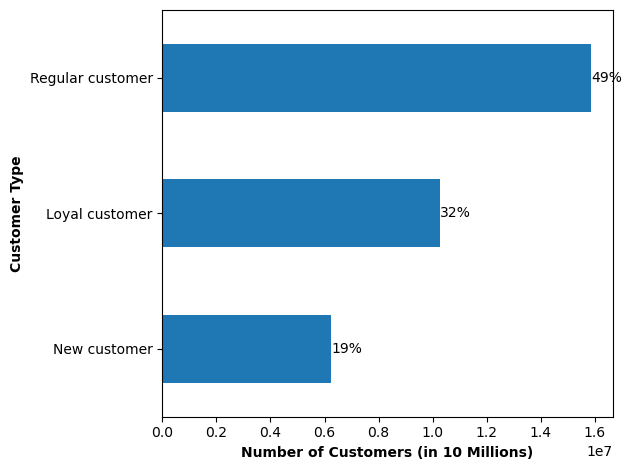 Regular customer
49%
Loyal customer
32%
New customer
19%
Customer Type
0.0 0.2 0.4 0.6 0.8 1.0 1.2 1.4 1.6
1e7
Number of Customers (in 10 Millions)